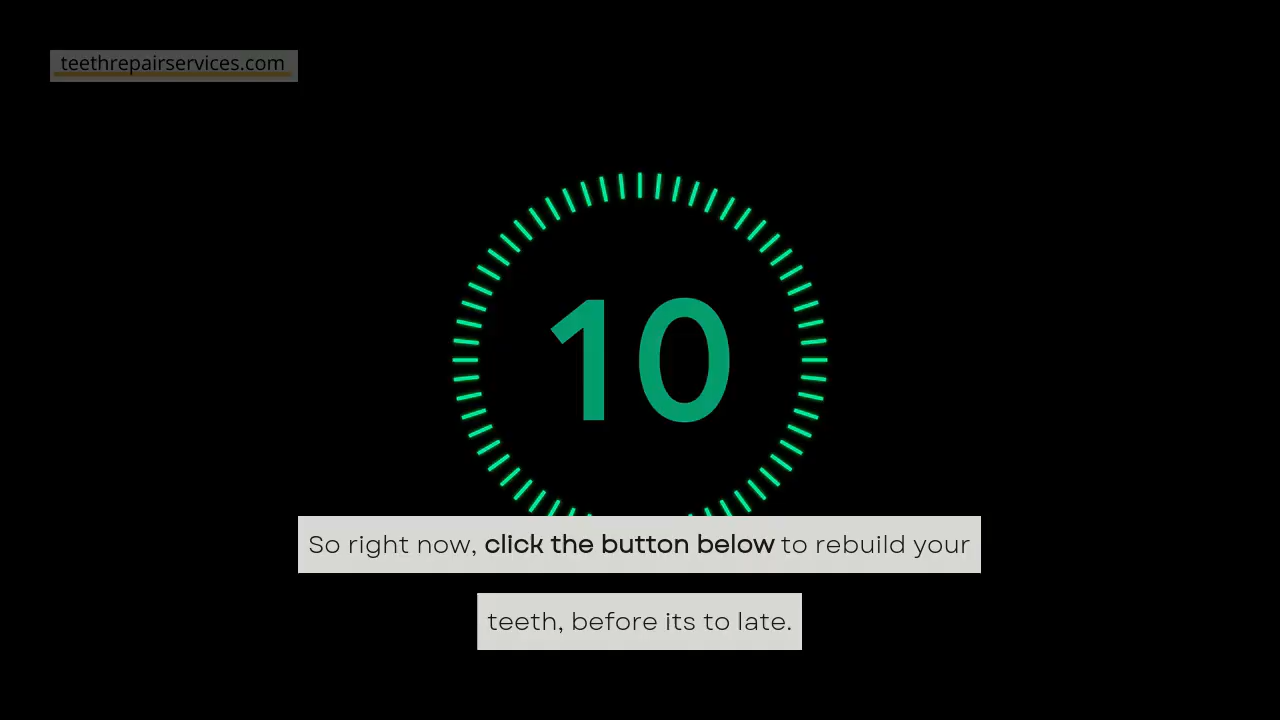 teethrepairservices.com
10
So right now, click the button below to rebuild your
teeth, before its to late.